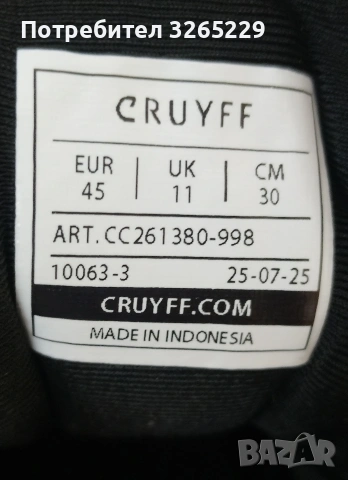 Потребител 3265229
CRUYFF
EUR UK CM
45 11 30
ART. CC261380-998
10063-3 25-07-25
CRUYFF.COM
MADE IN INDONESIA
BAZAR